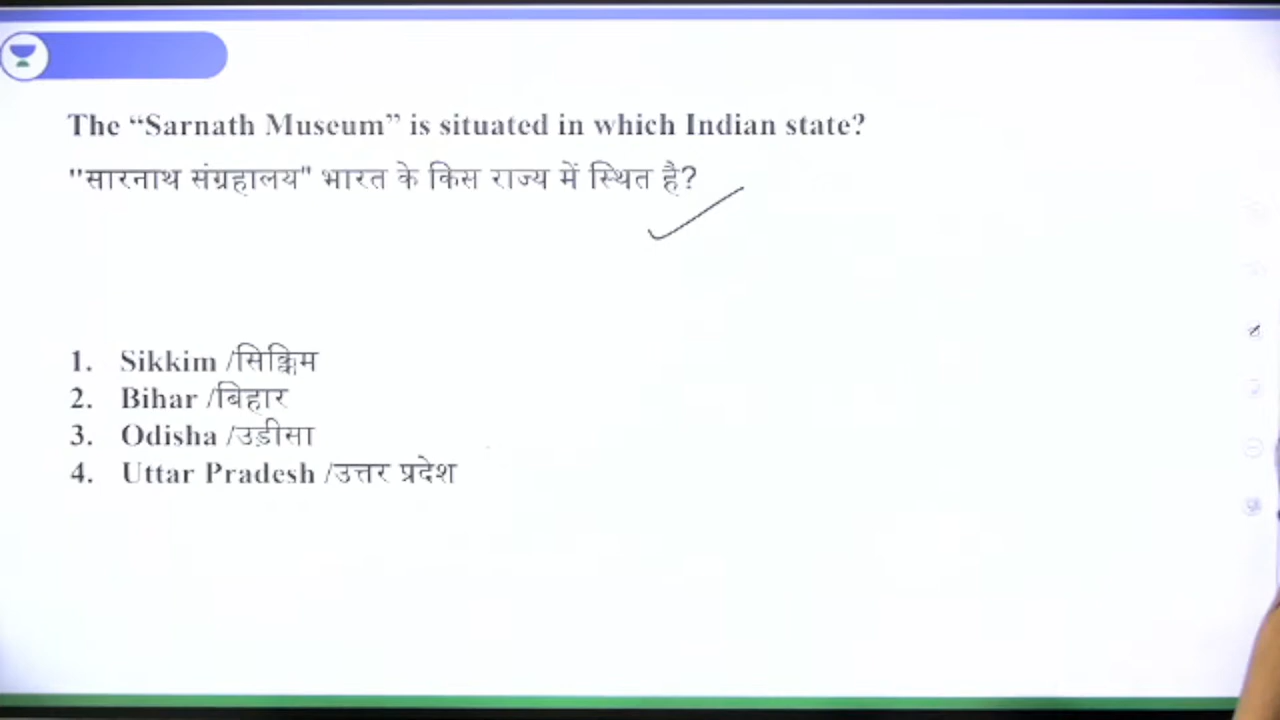 The “Sarnath Museum” is situated in which Indian state?
"सारनाथ संग्रहालय" भारत के किस राज्य में स्थित है?
1. Sikkim /सिक्किम
2. Bihar /बिहार
3. Odisha /उड़ीसा
4. Uttar Pradesh /उत्तर प्रदेश